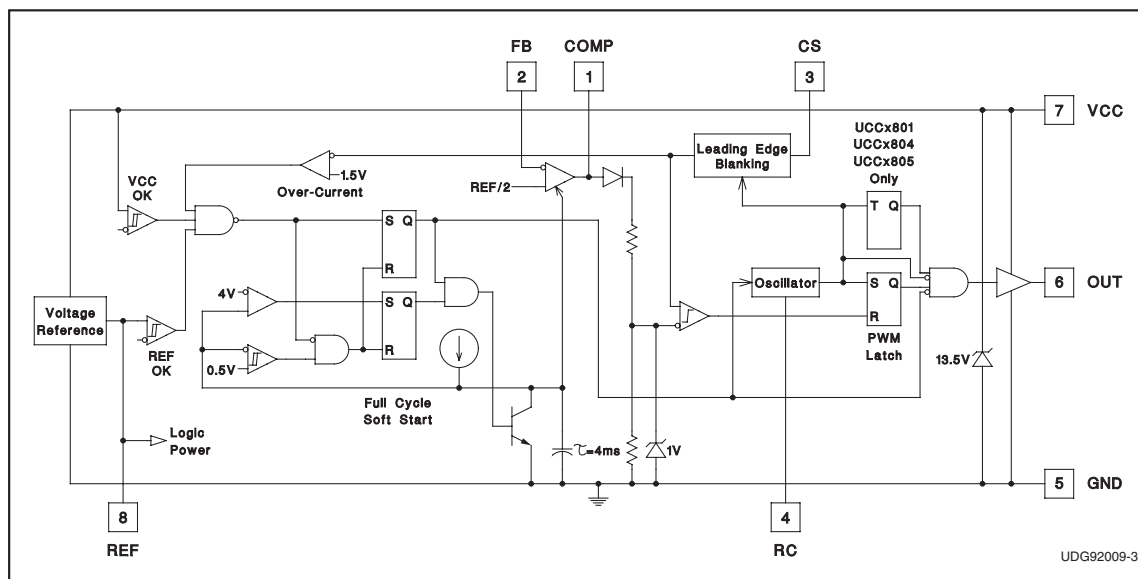 FB COMP CS
2 1 3
7 VCC
UCCx801
UCCx804
UCCx805
Only
Leading Edge
Blanking
1.5V
Over-Current
VCC
OK
REF/2
T Q
S Q
R
4V
S Q
R
Oscillator
S Q
R
PWM
Latch
6 OUT
Voltage
Reference
REF
OK
0.5V
13.5V
Full Cycle
Soft Start
Logic
Power
τ=4ms
1V
5 GND
8
REF
4
RC
UDG92009-3